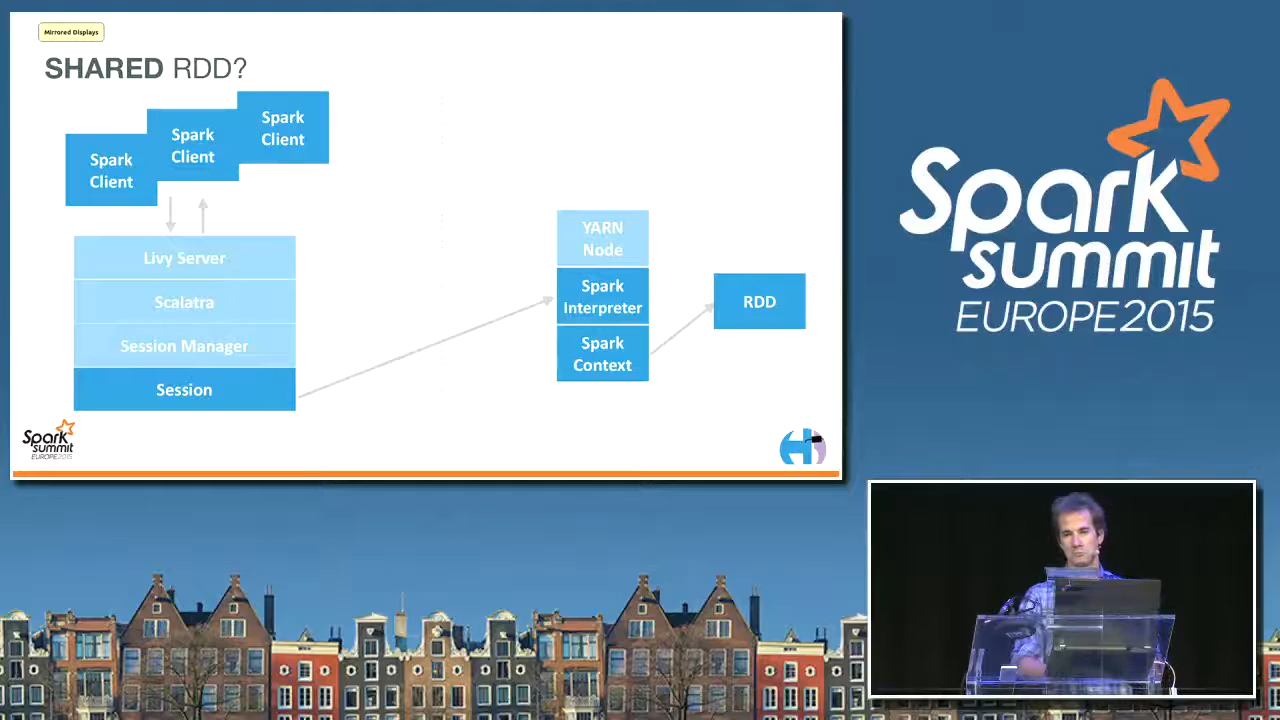 Mirrored Displays
SHARED RDD?
Spark
Client
Spark
Client
Spark
Client
Livy Server
Scalatra
Session Manager
Session
YARN
Node
Spark
Interpreter
Spark
Context
RDD
Spark
summit
EUROPE 2015
Spark
summit
EUROPE 2015